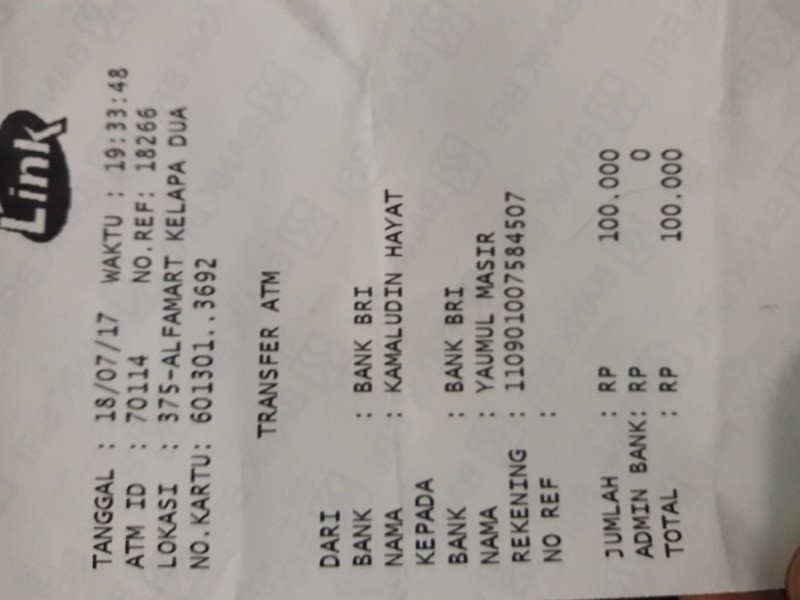 Link
TANGGAL : 18/07/17 WAKTU : 19:33:48
ATM ID : 70114 NO.REF: 18266
LOKASI : 375-ALFAMART KELAPA DUA
NO.KARTU: 601301..3692
TRANSFER ATM
DARI
BANK : BANK BRI
NAMA : KAMALUDIN HAYAT
KEPADA
BANK : BANK BRI
NAMA : YAUMUL MASIR
REKENING : 110901007584507
NO REF :
JUMLAH : RP 100.000
ADMIN BANK: RP 0
TOTAL : RP 100.000